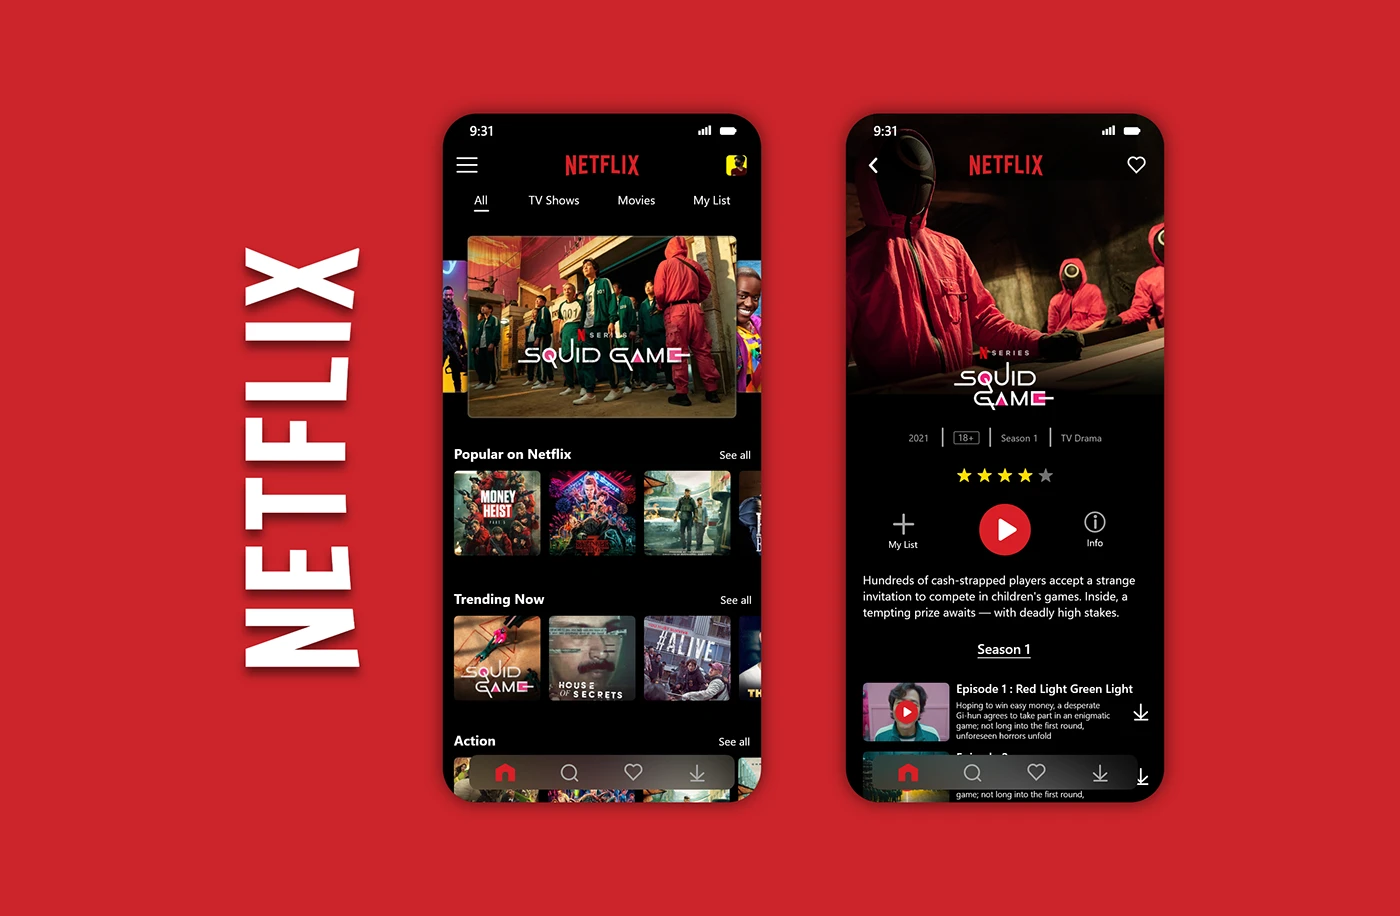 NETFLIX
9:31
NETFLIX
All TV Shows Movies My List
N SERIES
SQUID GAME
Popular on Netflix See all
MONEY
HEIST
PART 5
Trending Now See all
SQUID
GAME
HOUSE
OF SECRETS
#ALIVE
TH
Action See all
9:31
NETFLIX
N SERIES
SQUID
GAME
2021 18+ Season 1 TV Drama
My List Info
Hundreds of cash-strapped players accept a strange
invitation to compete in children's games. Inside, a
tempting prize awaits — with deadly high stakes.
Season 1
Episode 1 : Red Light Green Light
Hoping to win easy money, a desperate
Gi-hun agrees to take part in an enigmatic
game; not long into the first round,
unforeseen horrors unfold
game; not long into the first round,